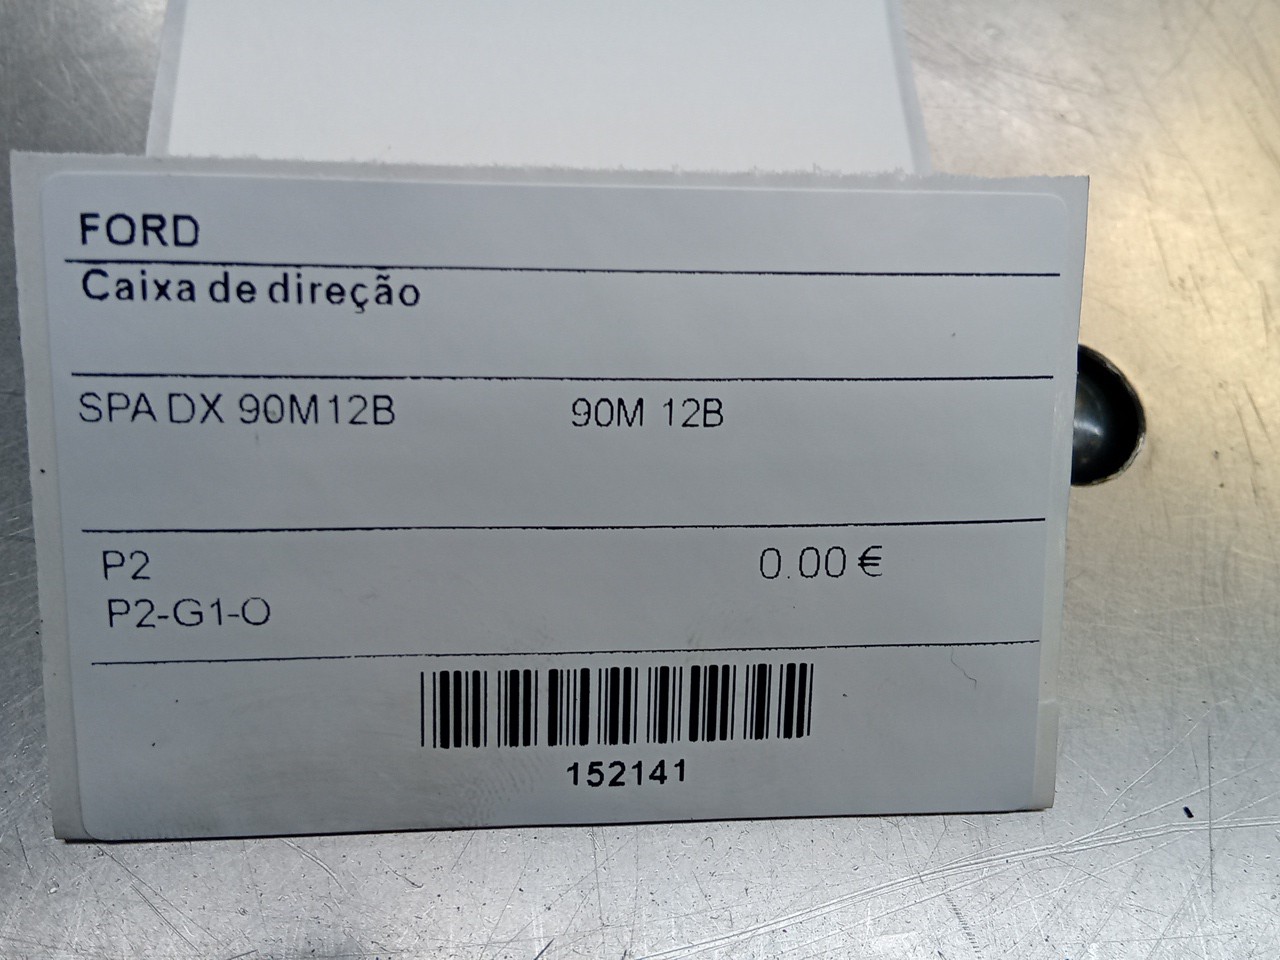 FORD
Caixa de direção
SPA DX 90M12B 90M 12B
P2 0.00 €
P2-G1-O
152141